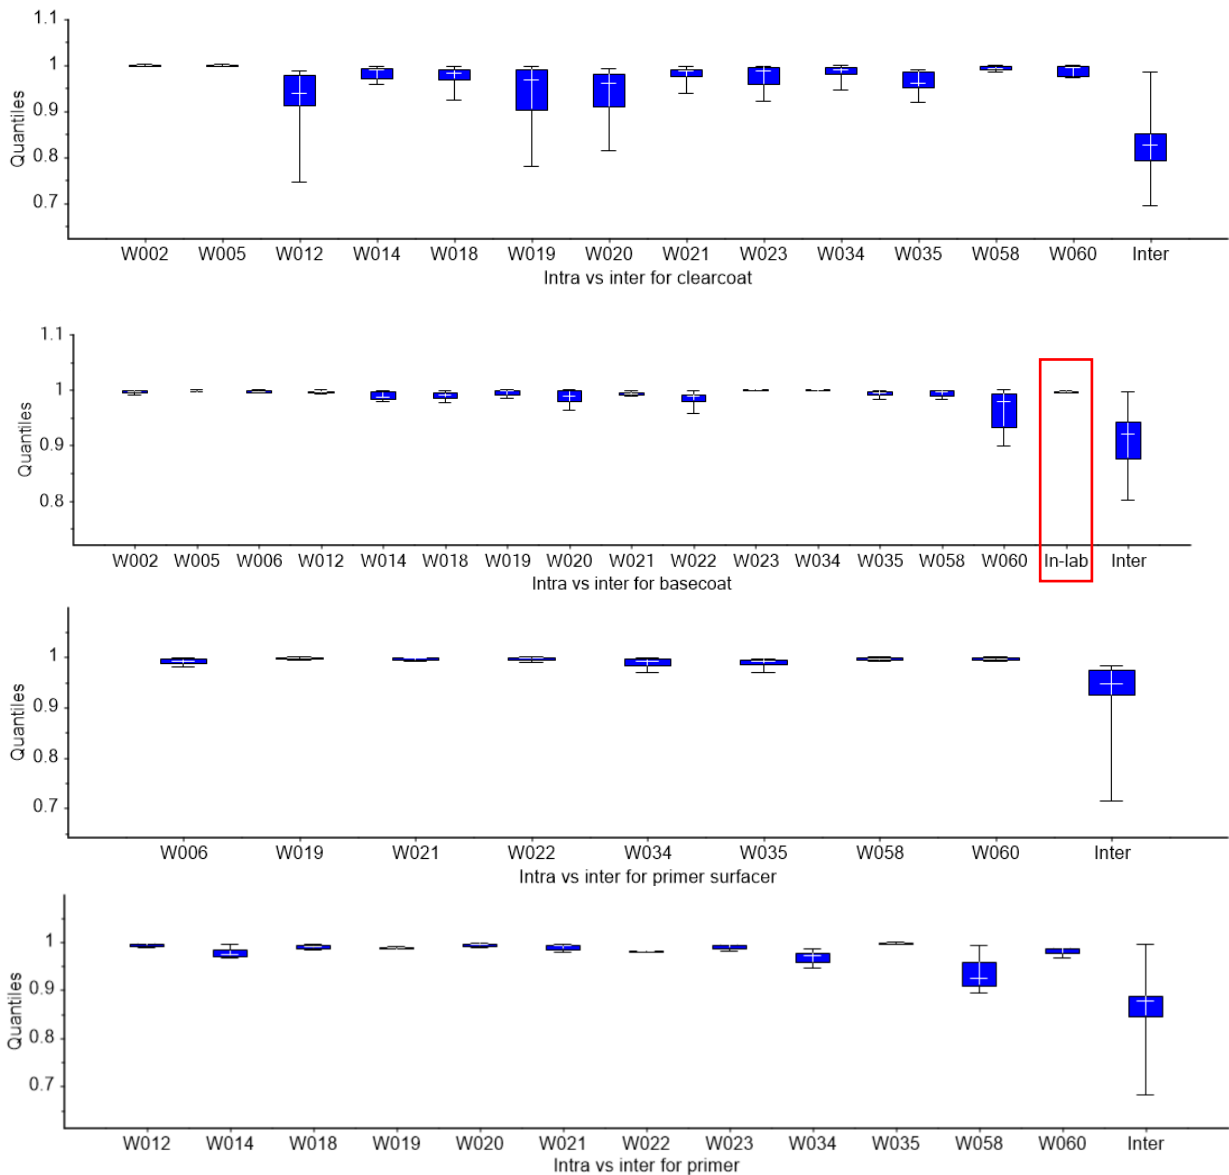 1.1
1
0.9
0.8
0.7
Quantiles
W002 W005 W012 W014 W018 W019 W020 W021 W023 W034 W035 W058 W060 Inter
Intra vs inter for clearcoat
1.1
1
0.9
0.8
Quantiles
W002 W005 W006 W012 W014 W018 W019 W020 W021 W022 W023 W034 W035 W058 W060 In-lab Inter
Intra vs inter for basecoat
1
0.9
0.8
0.7
Quantiles
W006 W019 W021 W022 W034 W035 W058 W060 Inter
Intra vs inter for primer surfacer
1
0.9
0.8
0.7
Quantiles
W012 W014 W018 W019 W020 W021 W022 W023 W034 W035 W058 W060 Inter
Intra vs inter for primer